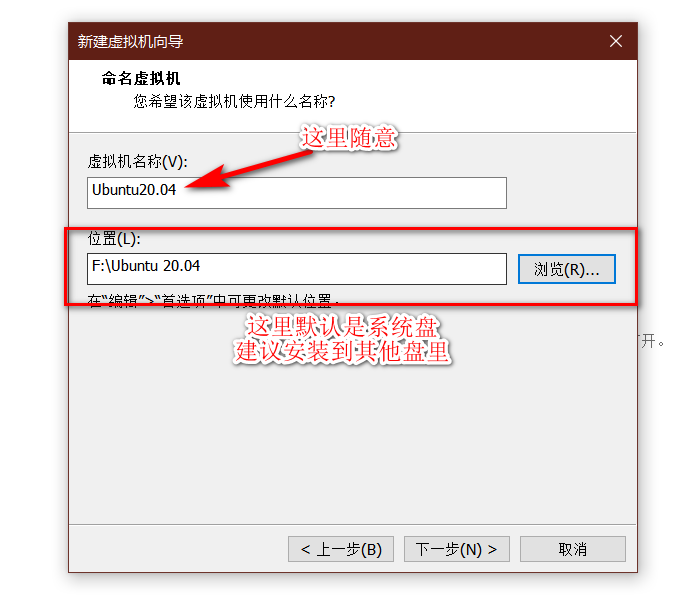 新建虚拟机向导
命名虚拟机
您希望该虚拟机使用什么名称?
这里随意
虚拟机名称(V):
Ubuntu20.04
位置(L):
F:\Ubuntu 20.04
浏览(R)...
在“编辑”>“首选项”中可更改默认位置。
这里默认是系统盘
建议安装到其他盘里
打开。
< 上一步(B)
下一步(N) >
取消